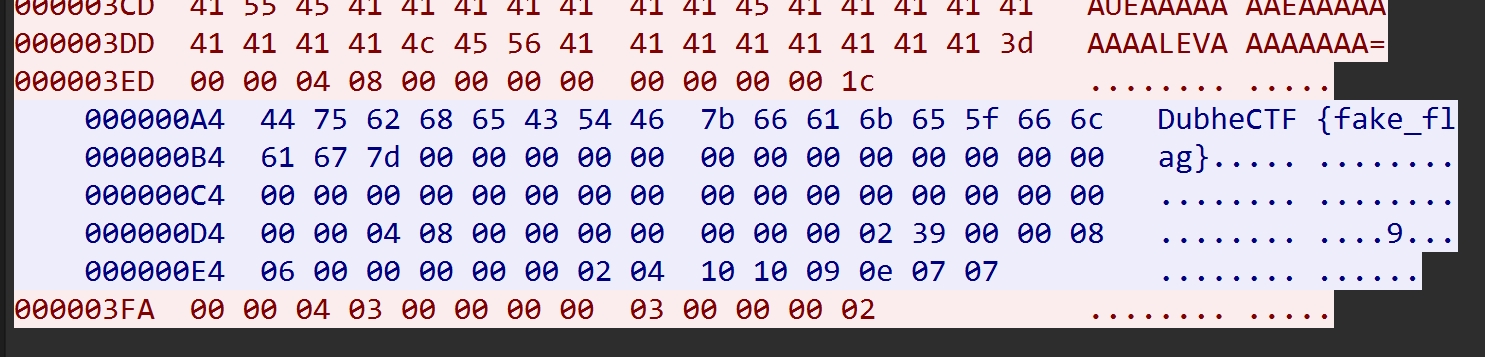 000003CD 41 55 45 41 41 41 41 41 41 41 45 41 41 41 41 41 AUEAAAAA AAEAAAAA
000003DD 41 41 41 41 4c 45 56 41 41 41 41 41 41 41 41 3d AAAALEVA AAAAAAA=
000003ED 00 00 04 08 00 00 00 00 00 00 00 00 1c ........ .....
000000A4 44 75 62 68 65 43 54 46 7b 66 61 6b 65 5f 66 6c DubheCTF {fake_fl
000000B4 61 67 7d 00 00 00 00 00 00 00 00 00 00 00 00 00 ag}..... ........
000000C4 00 00 00 00 00 00 00 00 00 00 00 00 00 00 00 00 ........ ........
000000D4 00 00 04 08 00 00 00 00 00 00 00 02 39 00 00 08 ........ ....9...
000000E4 06 00 00 00 00 00 02 04 10 10 09 0e 07 07 ........ ......
000003FA 00 00 04 03 00 00 00 00 03 00 00 00 02 ........ .....